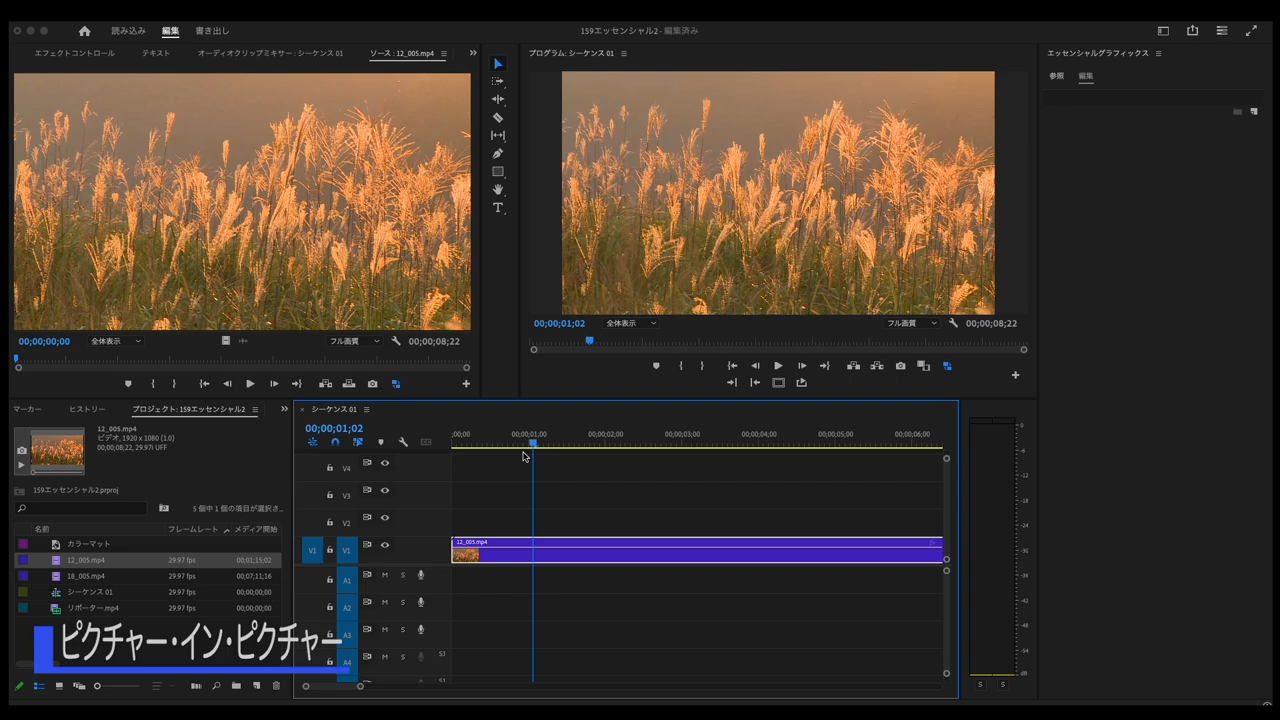 読み込み 編集 書き出し 159エッセンシャル2 - 編集済み
エフェクトコントロール テキスト オーディオクリップミキサー: シーケンス 01 ソース: 12_005.mp4 プログラム: シーケンス 01 エッセンシャルグラフィックス
参照 編集
00;00;01;02 全体表示 フル画質 00;00;08;22
00;00;00;00 全体表示 フル画質 00;00;08;22
マーカー ヒストリー プロジェクト: 159エッセンシャル2 シーケンス 01
12_005.mp4
ビデオ, 1920 x 1080 (1.0)
00;00;08;22, 29.97i UFF
159エッセンシャル2.prproj
5 個中 1 個の項目が選択さ...
名前 フレームレート メディア開始
カラーマット
12_005.mp4 29.97 fps 00;01;15;02
18_005.mp4 29.97 fps 00;07;11;16
シーケンス 01 29.97 fps 00;00;00;00
リポーター.mp4 29.97 fps 00;00;00;00
00;00;01;02
;00;00 00;00;01;00 00;00;02;00 00;00;03;00 00;00;04;00 00;00;05;00 00;00;06;00
V4
V3
V2
V1 V1 12_005.mp4 fx
A1 M S
A2 M S
A3 M S
A4 M S S1
S1
0
-6
-12
-18
-24
-30
-36
-42
-48
-54
dB
S S
ピクチャー・イン・ピクチャー